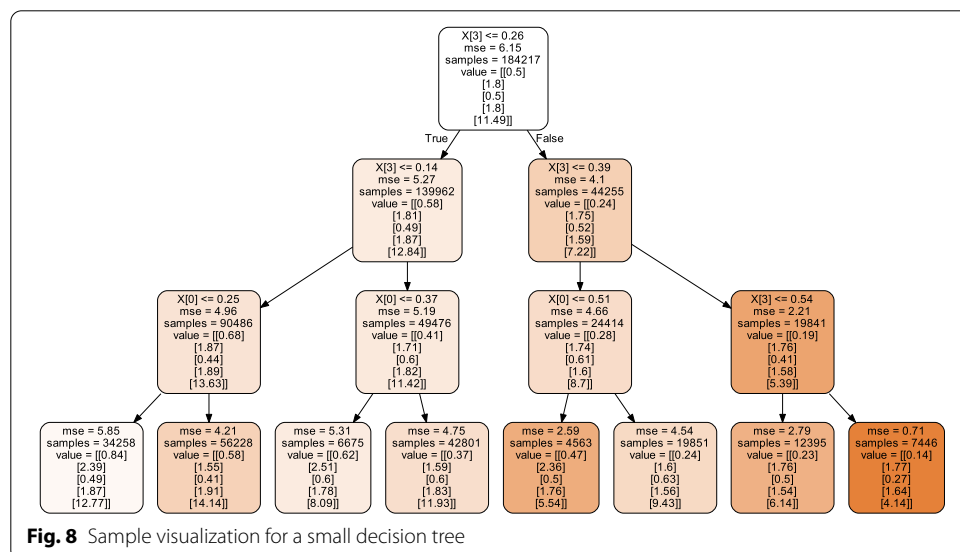 X[3] <= 0.26
mse = 6.15
samples = 184217
value = [[0.5]
[1.8]
[0.5]
[1.8]
[11.49]]
True
False
X[3] <= 0.14
mse = 5.27
samples = 139962
value = [[0.58]
[1.81]
[0.49]
[1.87]
[12.84]]
X[3] <= 0.39
mse = 4.1
samples = 44255
value = [[0.24]
[1.75]
[0.52]
[1.59]
[7.22]]
X[0] <= 0.25
mse = 4.96
samples = 90486
value = [[0.68]
[1.87]
[0.44]
[1.89]
[13.63]]
X[0] <= 0.37
mse = 5.19
samples = 49476
value = [[0.41]
[1.71]
[0.6]
[1.82]
[11.42]]
X[0] <= 0.51
mse = 4.66
samples = 24414
value = [[0.28]
[1.74]
[0.61]
[1.6]
[8.7]]
X[3] <= 0.54
mse = 2.21
samples = 19841
value = [[0.19]
[1.76]
[0.41]
[1.58]
[5.39]]
mse = 5.85
samples = 34258
value = [[0.84]
[2.39]
[0.49]
[1.87]
[12.77]]
mse = 4.21
samples = 56228
value = [[0.58]
[1.55]
[0.41]
[1.91]
[14.14]]
mse = 5.31
samples = 6675
value = [[0.62]
[2.51]
[0.6]
[1.78]
[8.09]]
mse = 4.75
samples = 42801
value = [[0.37]
[1.59]
[0.6]
[1.83]
[11.93]]
mse = 2.59
samples = 4563
value = [[0.47]
[2.36]
[0.5]
[1.76]
[5.54]]
mse = 4.54
samples = 19851
value = [[0.24]
[1.6]
[0.63]
[1.56]
[9.43]]
mse = 2.79
samples = 12395
value = [[0.23]
[1.76]
[0.5]
[1.54]
[6.14]]
mse = 0.71
samples = 7446
value = [[0.14]
[1.77]
[0.27]
[1.64]
[4.14]]
Fig. 8 Sample visualization for a small decision tree